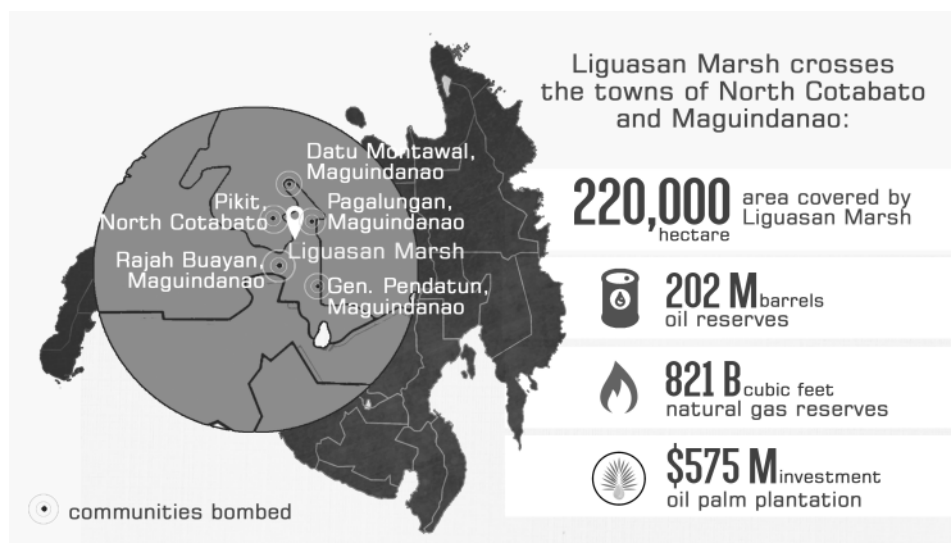 Liguasan Marsh crosses
the towns of North Cotabato
and Maguindanao:
Datu Montawal,
Maguindanao
Pikit,
North Cotabato
Pagalungan,
Maguindanao
Liguasan Marsh
Rajah Buayan,
Maguindanao
Gen. Pendatun,
Maguindanao
220,000
hectare
area covered by
Liguasan Marsh
202 M barrels
oil reserves
821 B cubic feet
natural gas reserves
$575 M investment
oil palm plantation
communities bombed